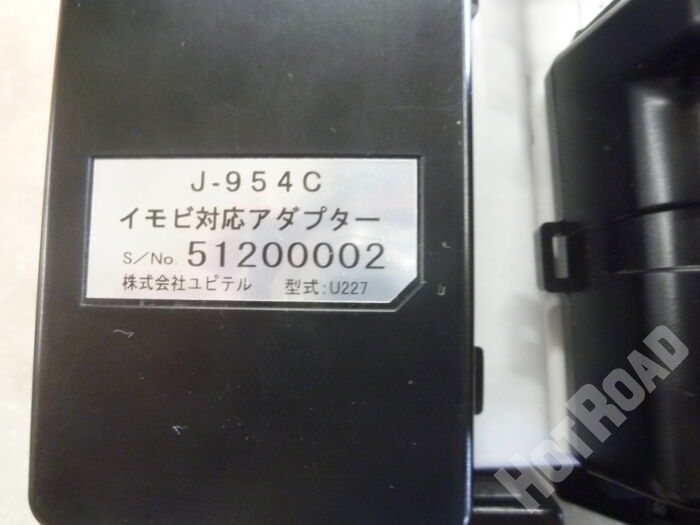 J-954C
イモビ対応アダプター
S/No. 51200002
株式会社ユピテル 型式:U227
HOTROAD